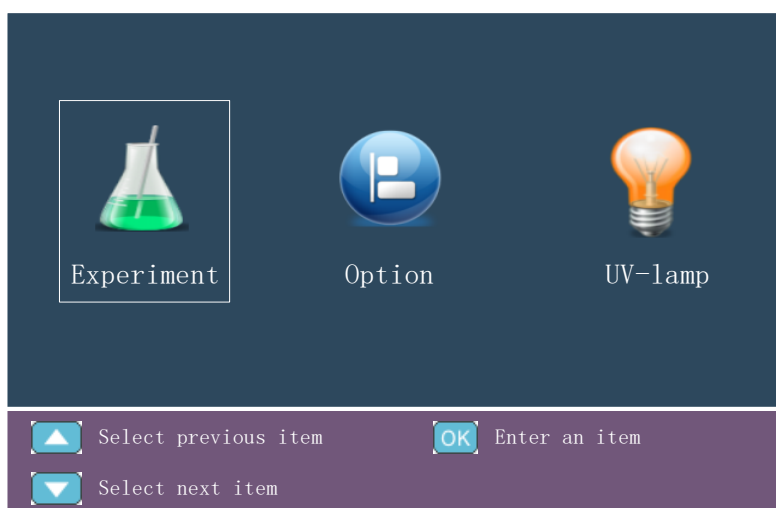 Experiment
Option
UV-lamp
Select previous item
OK
Enter an item
Select next item